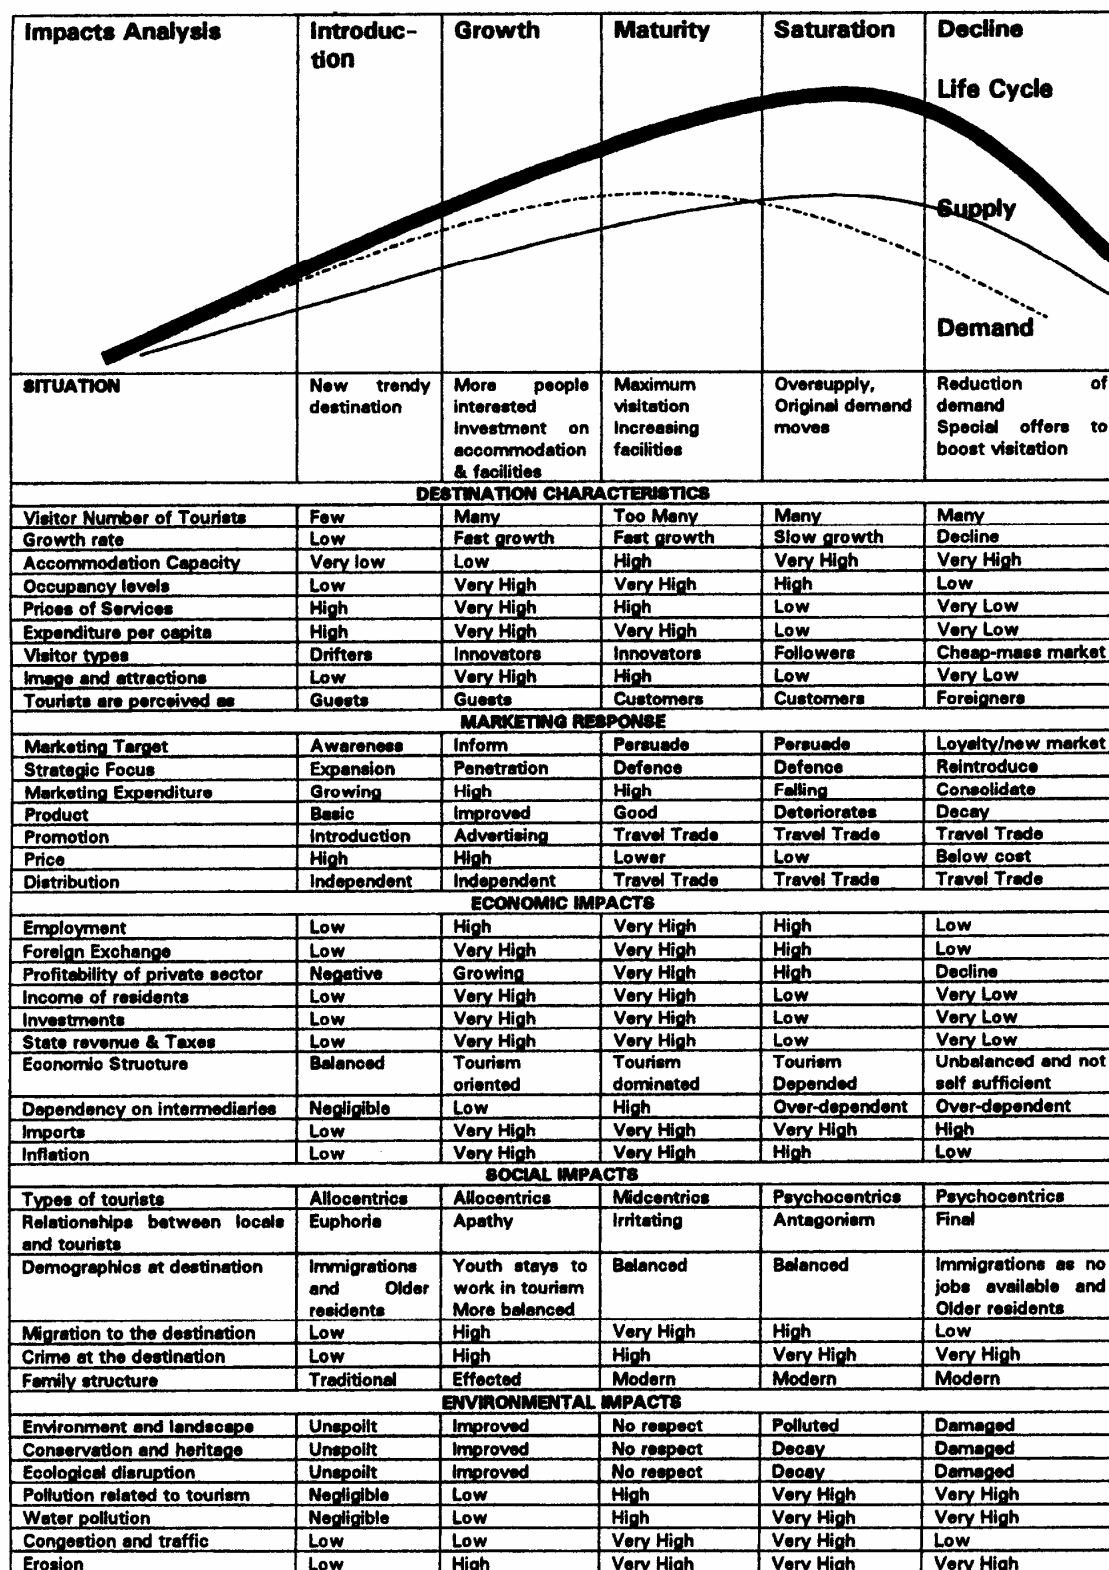 Impacts Analysis Introduc- Growth Maturity Saturation Decline
tion
Life Cycle
Supply
Demand
SITUATION New trendy More people Maximum Oversupply, Reduction of
destination interested visitation Original demand demand
Investment on Increasing moves Special offers to
accommodation facilities boost visitation
& facilities
DESTINATION CHARACTERISTICS
Visitor Number of Tourists Few Many Too Many Many Many
Growth rate Low Fast growth Fast growth Slow growth Decline
Accommodation Capacity Very low Low High Very High Very High
Occupancy levels Low Very High Very High High Low
Prices of Services High Very High High Low Very Low
Expenditure per capita High Very High Very High Low Very Low
Visitor types Drifters Innovators Innovators Followers Cheap-mass market
Image and attractions Low Very High High Low Very Low
Tourists are perceived as Guests Guests Customers Customers Foreigners
MARKETING RESPONSE
Marketing Target Awareness Inform Persuade Persuade Loyalty/new market
Strategic Focus Expansion Penetration Defence Defence Reintroduce
Marketing Expenditure Growing High High Falling Consolidate
Product Basic Improved Good Deteriorates Decay
Promotion Introduction Advertising Travel Trade Travel Trade Travel Trade
Price High High Lower Low Below cost
Distribution Independent Independent Travel Trade Travel Trade Travel Trade
ECONOMIC IMPACTS
Employment Low High Very High High Low
Foreign Exchange Low Very High Very High High Low
Profitability of private sector Negative Growing Very High High Decline
Income of residents Low Very High Very High Low Very Low
Investments Low Very High Very High Low Very Low
State revenue & Taxes Low Very High Very High Low Very Low
Economic Structure Balanced Tourism Tourism Tourism Unbalanced and not
oriented dominated Depended self sufficient
Dependency on intermediaries Negligible Low High Over-dependent Over-dependent
Imports Low Very High Very High Very High High
Inflation Low Very High Very High High Low
SOCIAL IMPACTS
Types of tourists Allocentrics Allocentrics Midcentrics Psychocentrics Psychocentrics
Relationships between locals Euphoria Apathy Irritating Antagonism Final
and tourists
Demographics at destination Immigrations Youth stays to Balanced Balanced Immigrations as no
and Older work in tourism jobs available and
residents More balanced Older residents
Migration to the destination Low High Very High High Low
Crime at the destination Low High High Very High Very High
Family structure Traditional Effected Modern Modern Modern
ENVIRONMENTAL IMPACTS
Environment and landscape Unspoilt Improved No respect Polluted Damaged
Conservation and heritage Unspoilt Improved No respect Decay Damaged
Ecological disruption Unspoilt Improved No respect Decay Damaged
Pollution related to tourism Negligible Low High Very High Very High
Water pollution Negligible Low High Very High Very High
Congestion and traffic Low Low Very High Very High Low
Erosion Low High Very High Very High Very High